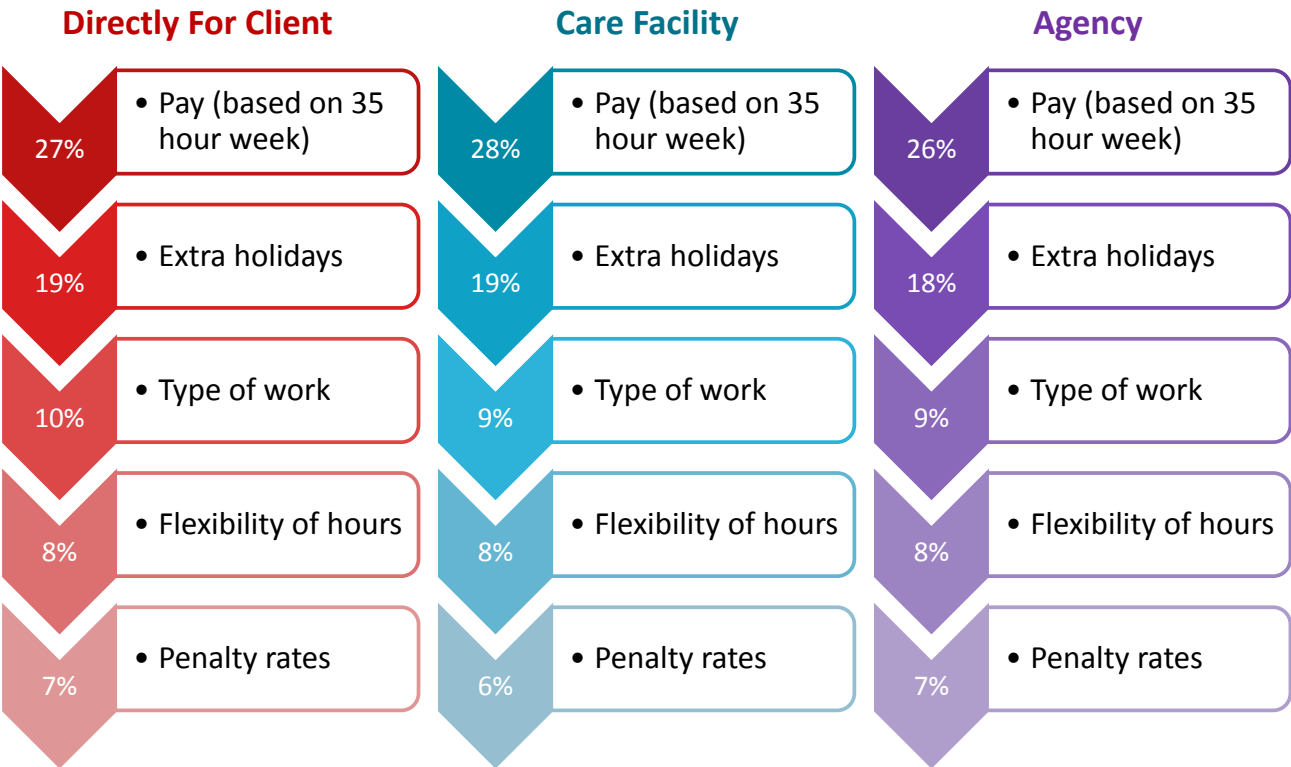 Directly For Client
27%
• Pay (based on 35
hour week)
19%
• Extra holidays
10%
• Type of work
8%
• Flexibility of hours
7%
• Penalty rates
Care Facility
28%
• Pay (based on 35
hour week)
19%
• Extra holidays
9%
• Type of work
8%
• Flexibility of hours
6%
• Penalty rates
Agency
26%
• Pay (based on 35
hour week)
18%
• Extra holidays
9%
• Type of work
8%
• Flexibility of hours
7%
• Penalty rates